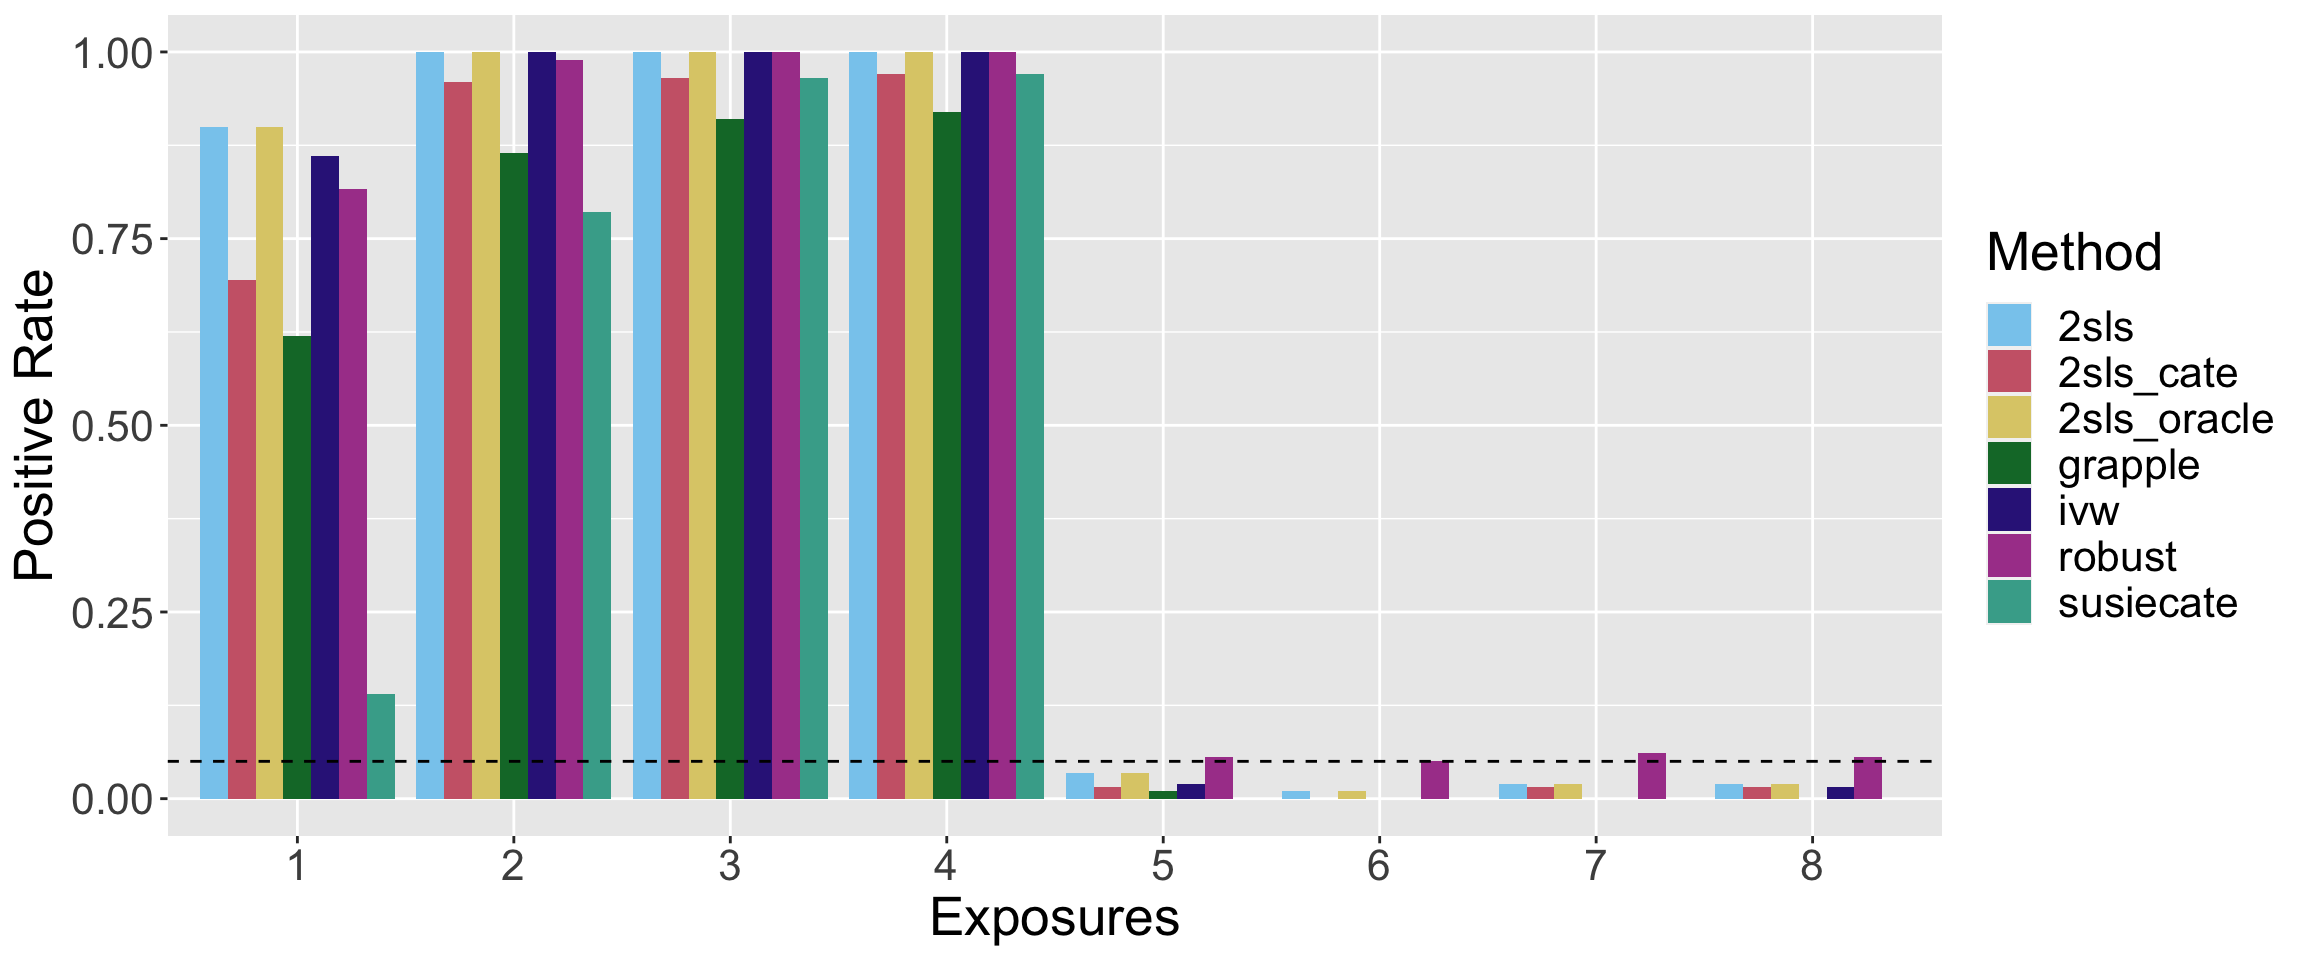 Positive Rate
1.00
0.75
0.50
0.25
0.00
1 2 3 4 5 6 7 8
Exposures
Method
2sls
2sls_cate
2sls_oracle
grapple
ivw
robust
susiecate